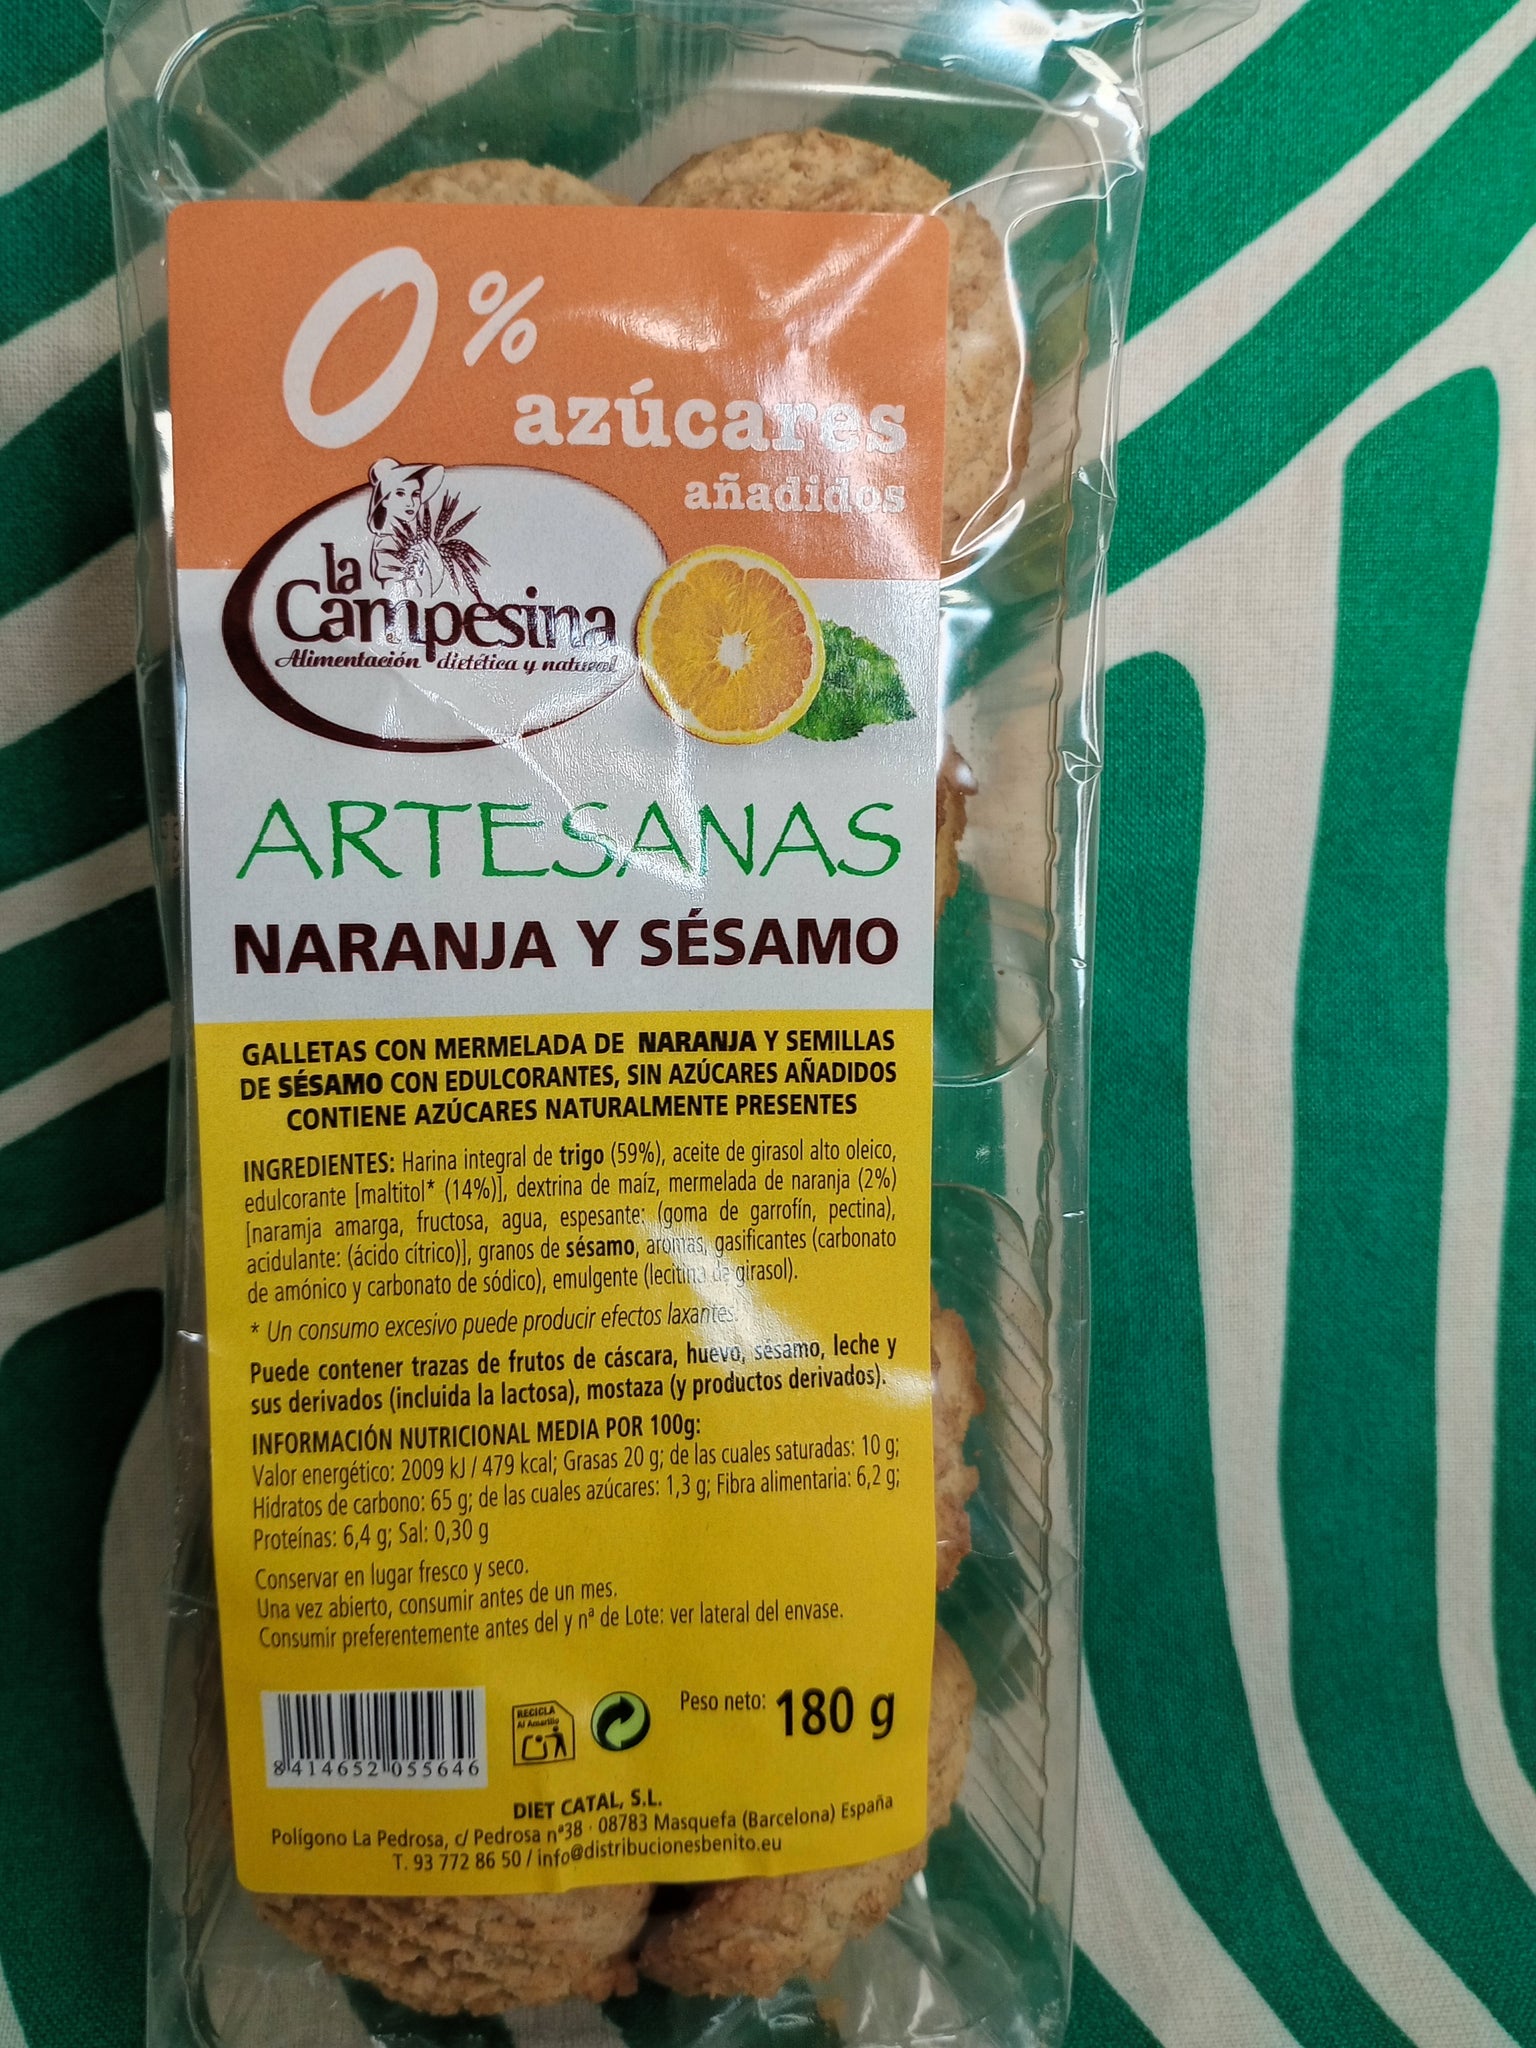 0%
azúcares
añadidos
la
Campesina
Alimentación dietética y natural
ARTESANAS
NARANJA Y SÉSAMO
GALLETAS CON MERMELADA DE NARANJA Y SEMILLAS
DE SÉSAMO CON EDULCORANTES, SIN AZÚCARES AÑADIDOS
CONTIENE AZÚCARES NATURALMENTE PRESENTES
INGREDIENTES: Harina integral de trigo (59%), aceite de girasol alto oleico,
edulcorante [maltitol* (14%)], dextrina de maíz, mermelada de naranja (2%)
[naramja amarga, fructosa, agua, espesante: (goma de garrofín, pectina),
acidulante: (ácido cítrico)], granos de sésamo, aromas, gasificantes (carbonato
de amónico y carbonato de sódico), emulgente (lecitina de girasol).
* Un consumo excesivo puede producir efectos laxantes.
Puede contener trazas de frutos de cáscara, huevo, sésamo, leche y
sus derivados (incluida la lactosa), mostaza (y productos derivados).
INFORMACIÓN NUTRICIONAL MEDIA POR 100g:
Valor energético: 2009 kJ / 479 kcal; Grasas 20 g; de las cuales saturadas: 10 g;
Hidratos de carbono: 65 g; de las cuales azúcares: 1,3 g; Fibra alimentaria: 6,2 g;
Proteínas: 6,4 g; Sal: 0,30 g
Conservar en lugar fresco y seco.
Una vez abierto, consumir antes de un mes.
Consumir preferentemente antes del y nª de Lote: ver lateral del envase.
RECICLA
Al Amarillo
Peso neto: 180 g
8 414652 055646
DIET CATAL, S.L.
Polígono La Pedrosa, c/ Pedrosa nª38 · 08783 Masquefa (Barcelona) España
T. 93 772 86 50 / info@distribucionesbenito.eu